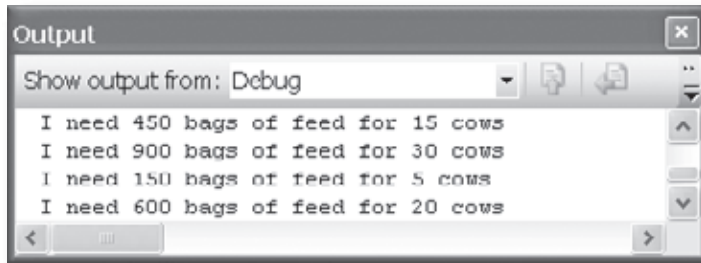 Output
Show output from: Debug
I need 450 bags of feed for 15 cows
I need 900 bags of feed for 30 cows
I need 150 bags of feed for 5 cows
I need 600 bags of feed for 20 cows